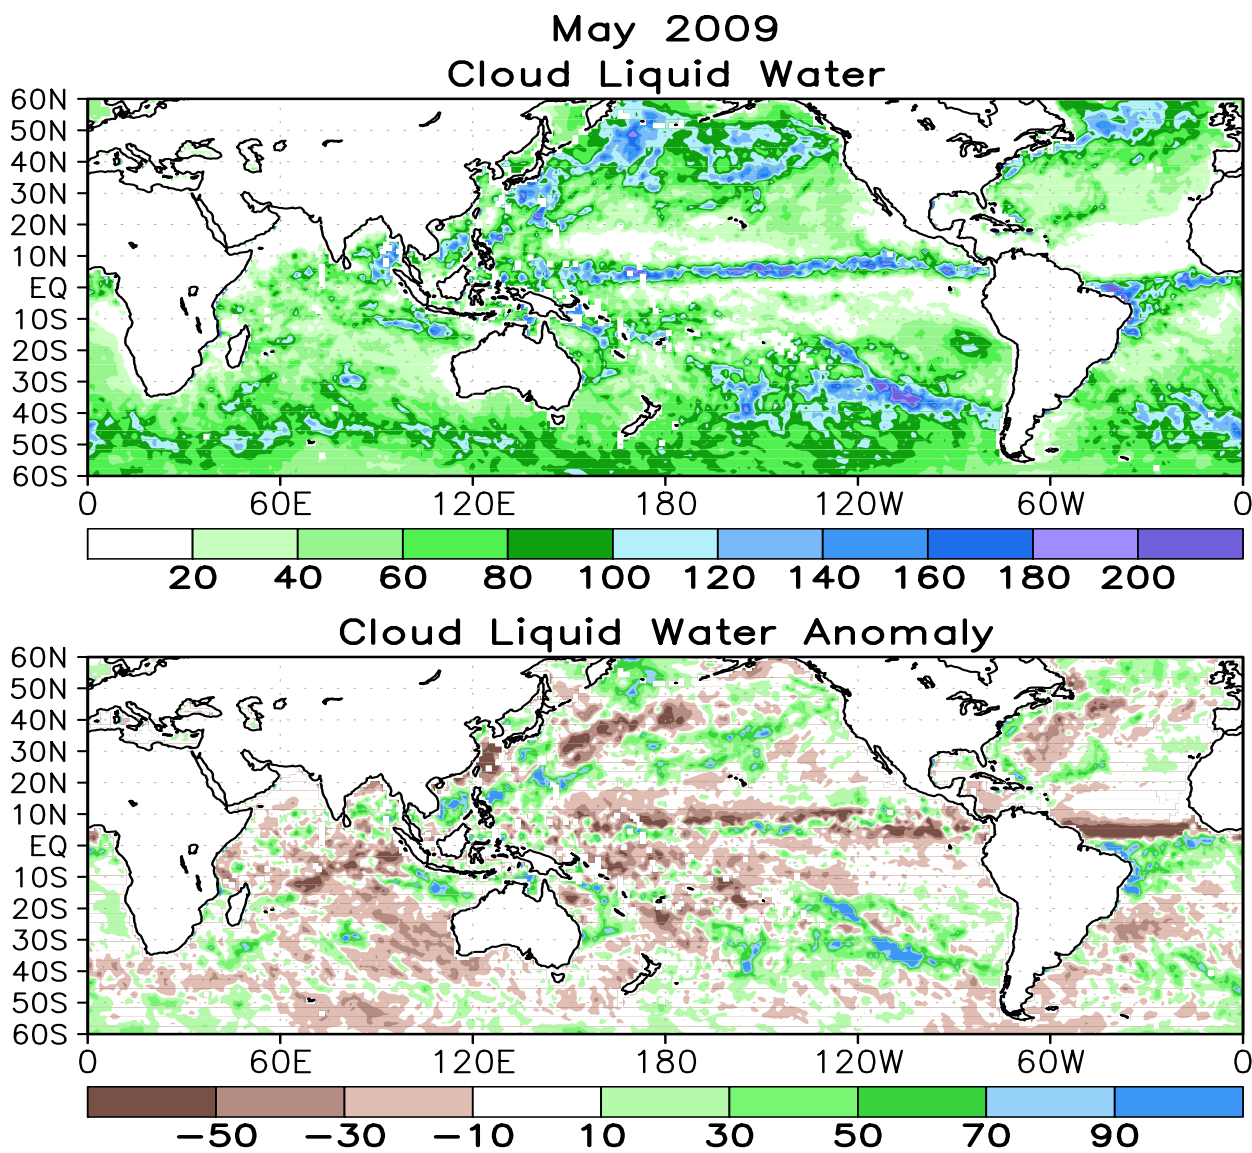 May 2009
Cloud Liquid Water
60N
50N
40N
30N
20N
10N
EQ
10S
20S
30S
40S
50S
60S
0 60E 120E 180 120W 60W 0
20 40 60 80 100 120 140 160 180 200
Cloud Liquid Water Anomaly
60N
50N
40N
30N
20N
10N
EQ
10S
20S
30S
40S
50S
60S
0 60E 120E 180 120W 60W 0
−50 −30 −10 10 30 50 70 90